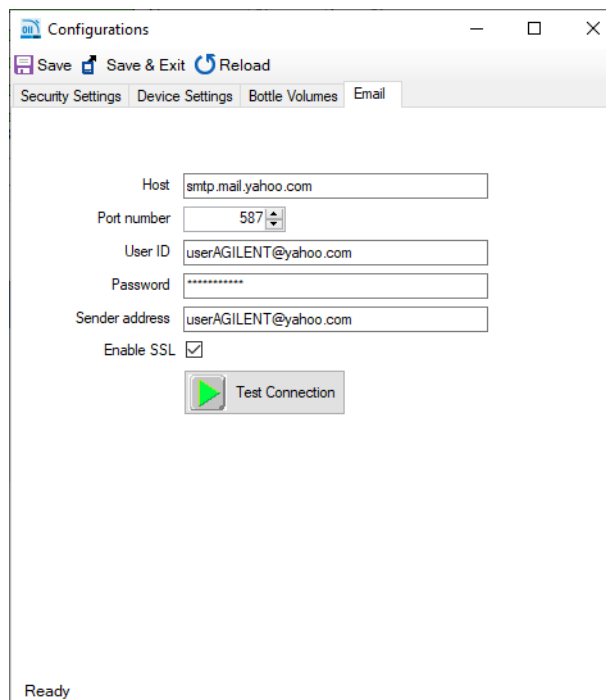 Configurations
Save Save & Exit Reload
Security Settings Device Settings Bottle Volumes Email
Host smtp.mail.yahoo.com
Port number 587
User ID userAGILENT@yahoo.com
Password ***********
Sender address userAGILENT@yahoo.com
Enable SSL
Test Connection
Ready